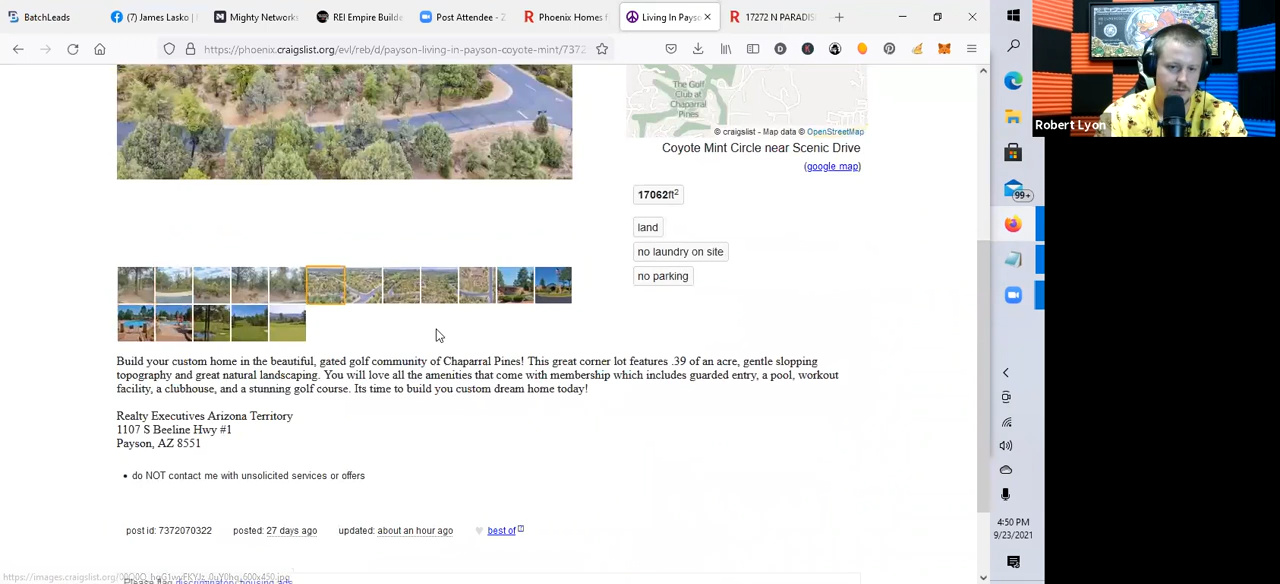 BatchLeads
(7) James Lasko |
Mighty Networks
REI Empire Builde
Post Attendee - Z
Phoenix Homes f
Living In Payso
17272 N PARADIS
https://phoenix.craigslist.org/evl/reb/d/payson-living-in-payson-coyote-mint/7372
The Golf
Club at
Chaparral
Pines
© craigslist - Map data © OpenStreetMap
Coyote Mint Circle near Scenic Drive
(google map)
17062ft2
land
no laundry on site
no parking
Build your custom home in the beautiful, gated golf community of Chaparral Pines! This great corner lot features .39 of an acre, gentle slopping
topography and great natural landscaping. You will love all the amenities that come with membership which includes guarded entry, a pool, workout
facility, a clubhouse, and a stunning golf course. Its time to build you custom dream home today!
Realty Executives Arizona Territory
1107 S Beeline Hwy #1
Payson, AZ 8551
• do NOT contact me with unsolicited services or offers
post id: 7372070322
posted: 27 days ago
updated: about an hour ago
best of [?]
Robert Lyon
99+
4:50 PM
9/23/2021